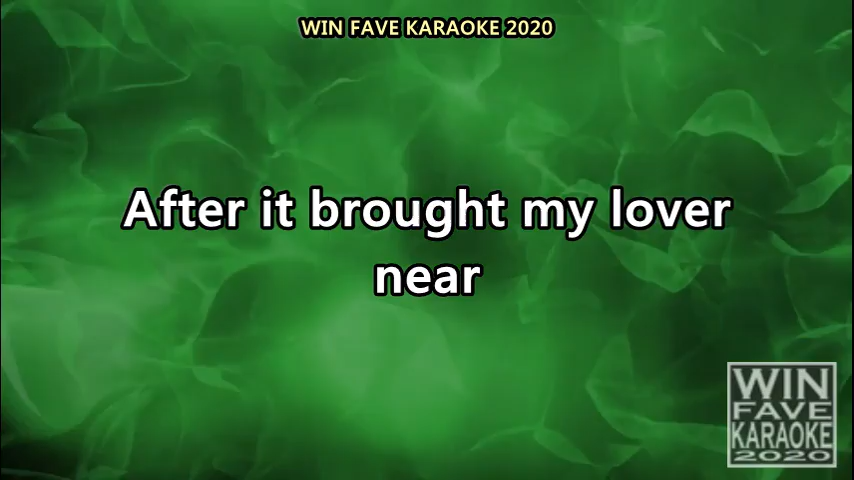 WIN FAVE KARAOKE 2020
After it brought my lover
near
WIN
FAVE
KARAOKE
2020